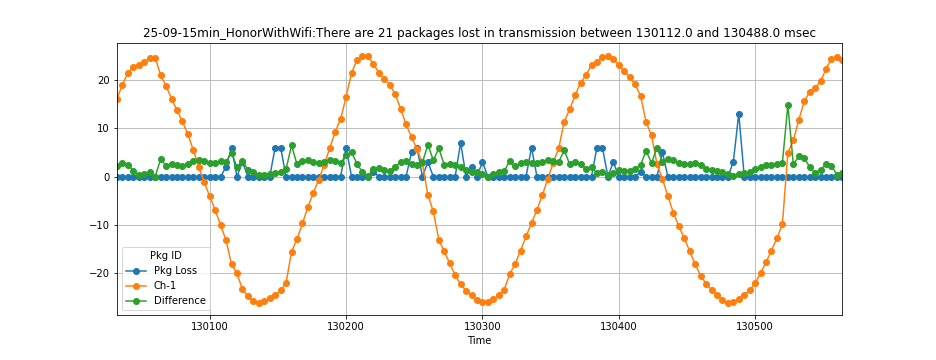 25-09-15min_HonorWithWifi:There are 21 packages lost in transmission between 130112.0 and 130488.0 msec
20
10
0
−10
−20
Pkg ID
Pkg Loss
Ch-1
Difference
130100 130200 130300 130400 130500
Time